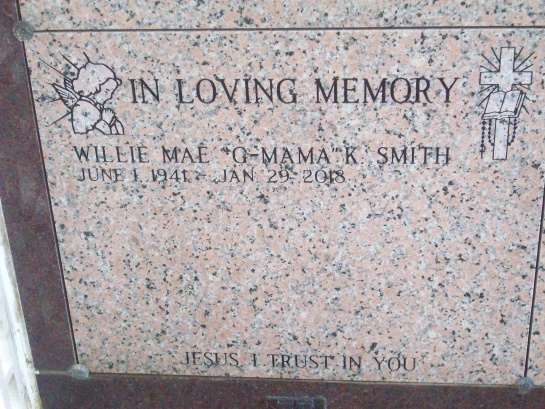 IN LOVING MEMORY
WILLIE MAE "G-MAMA" K. SMITH
JUNE 1, 1941 - JAN 29, 2018
JESUS, I TRUST IN YOU